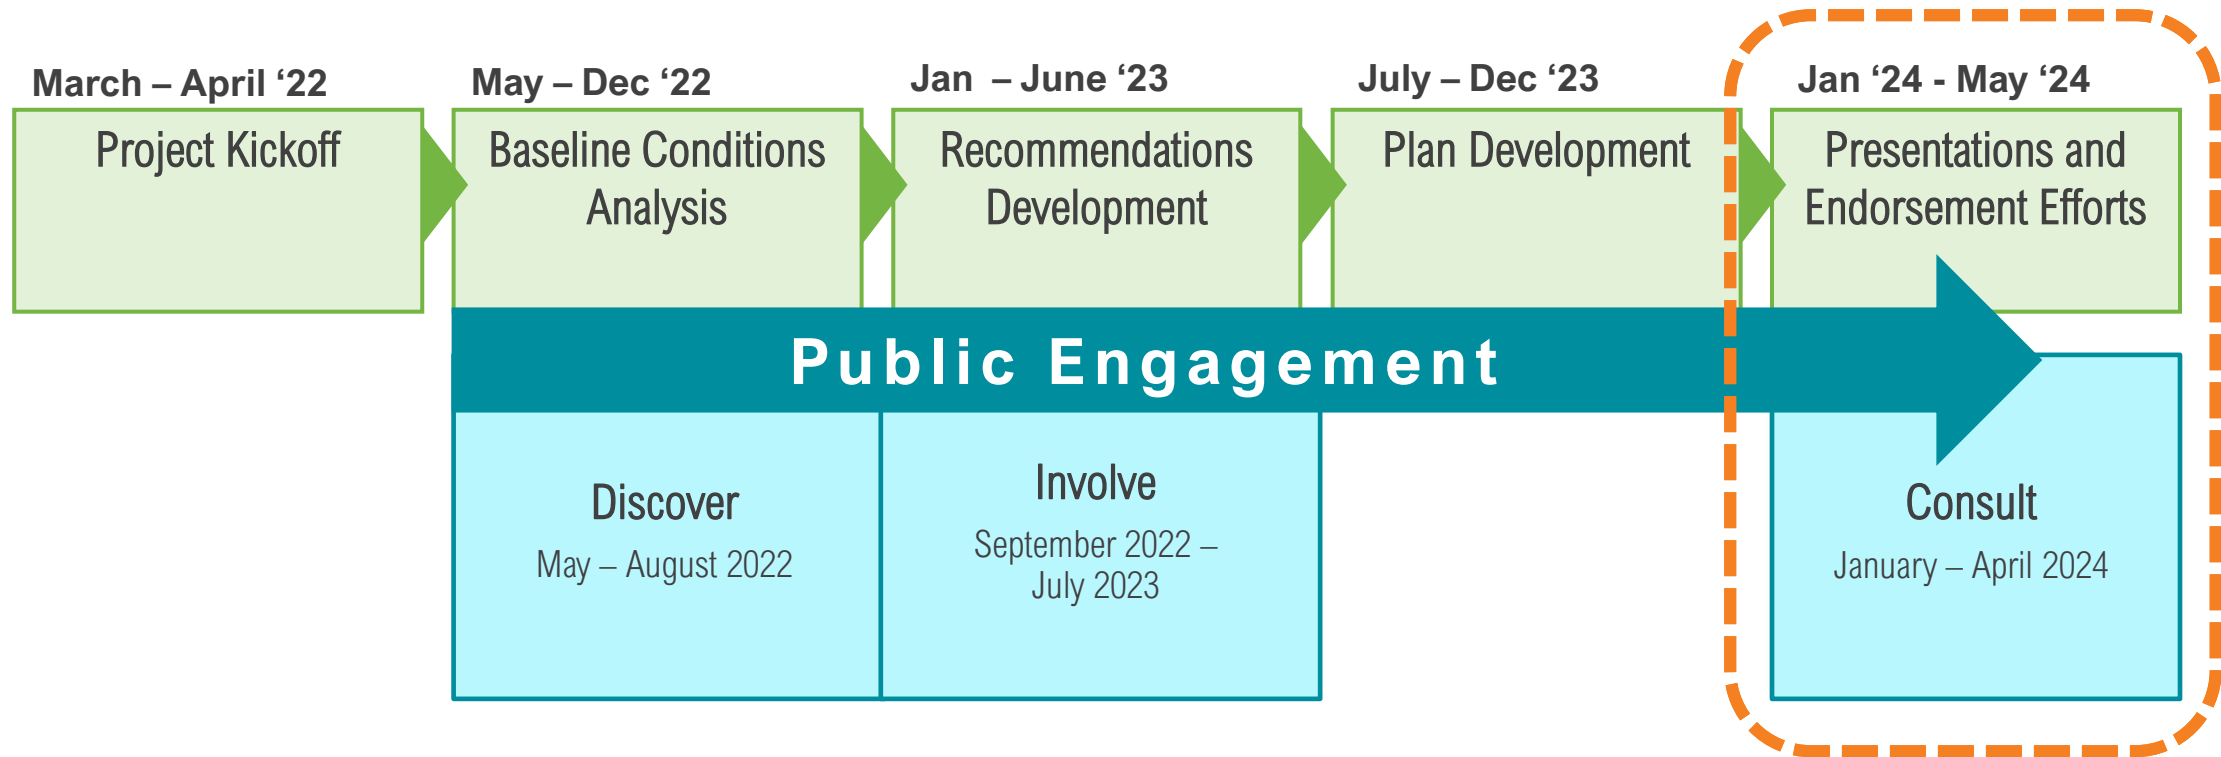 March – April ‘22
Project Kickoff
May – Dec ‘22
Baseline Conditions
Analysis
Jan – June ‘23
Recommendations
Development
July – Dec ‘23
Plan Development
Jan ‘24 - May ‘24
Presentations and
Endorsement Efforts
Public Engagement
Discover
May – August 2022
Involve
September 2022 –
July 2023
Consult
January – April 2024